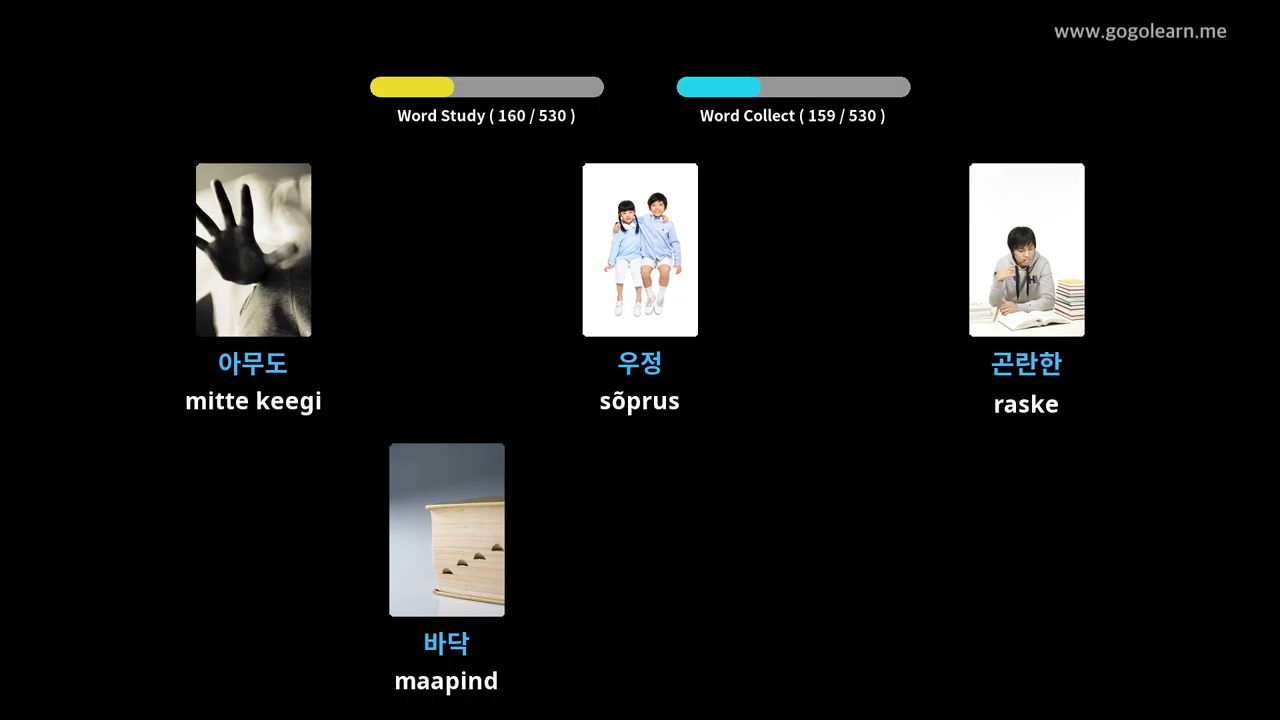 www.gogolearn.me
Word Study ( 160 / 530 )
Word Collect ( 159 / 530 )
아무도
mitte keegi
우정
sõprus
곤란한
raske
바닥
maapind